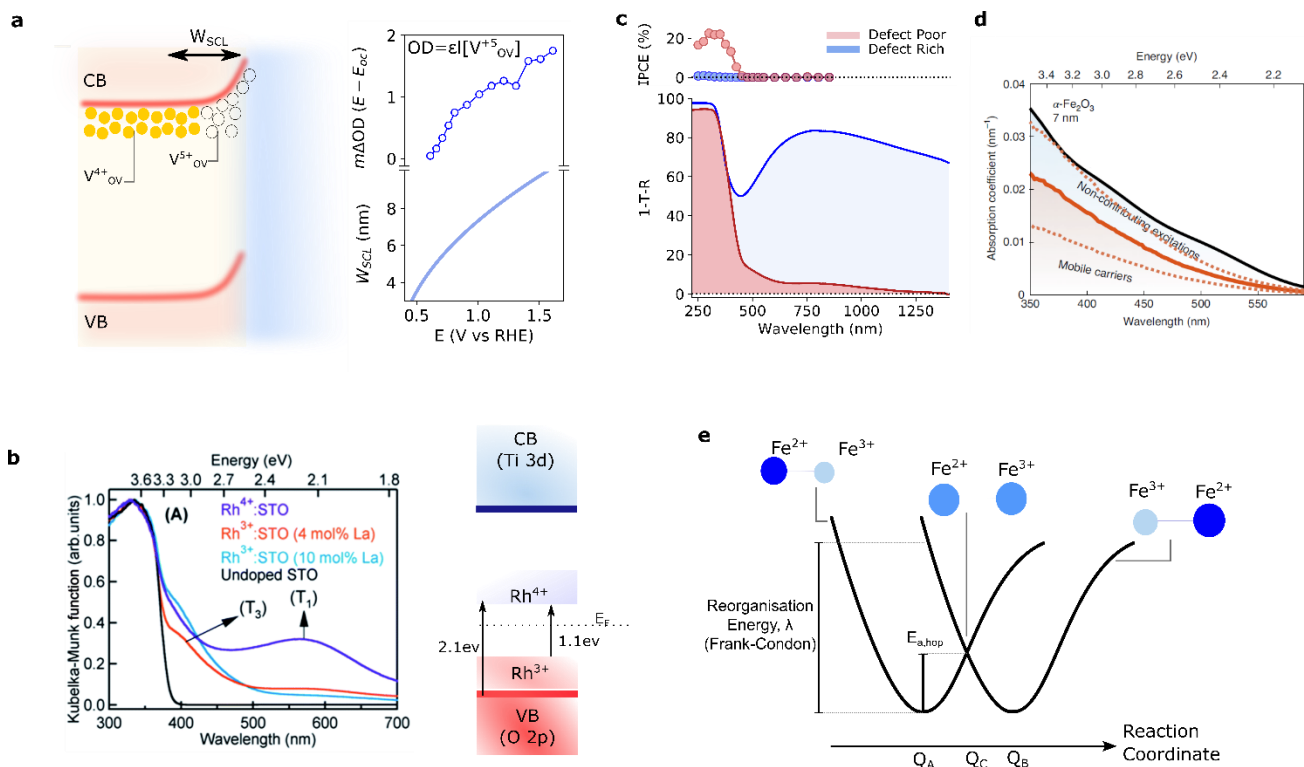 a
W_SCL
CB
V⁴⁺_OV
V⁵⁺_OV
VB
OD=εl[V⁺⁵_OV]
mΔOD (E - E_oc)
2
1
0
W_SCL (nm)
8
6
4
0.5 1.0 1.5
E (V vs RHE)
c
IPCE (%)
20
0
Defect Poor
Defect Rich
1-T-R
100
80
60
40
20
0
250 500 750 1000 1250
Wavelength (nm)
d
Energy (eV)
3.4 3.2 3.0 2.8 2.6 2.4 2.2
α-Fe₂O₃
7 nm
Absorption coefficient (nm⁻¹)
0.04
0.03
0.02
0.01
0
Non-contributing excitations
Mobile carriers
350 400 450 500 550
Wavelength (nm)
b
Energy (eV)
3.6 3.3 3.0 2.7 2.4 2.1 1.8
Kubelka-Munk function (arb.units)
1.0
0.8
0.6
0.4
0.2
0.0
(A)
Rh⁴⁺:STO
Rh³⁺:STO (4 mol% La)
Rh³⁺:STO (10 mol% La)
Undoped STO
(T₃)
(T₁)
300 400 500 600 700
Wavelength (nm)
CB
(Ti 3d)
Rh⁴⁺
E_F
2.1ev
1.1ev
Rh³⁺
VB
(O 2p)
e
Fe²⁺ Fe³⁺
Fe²⁺ Fe³⁺
Fe³⁺ Fe²⁺
Reorganisation
Energy, λ
(Frank-Condon)
E_a,hop
Q_A Q_C Q_B
Reaction
Coordinate